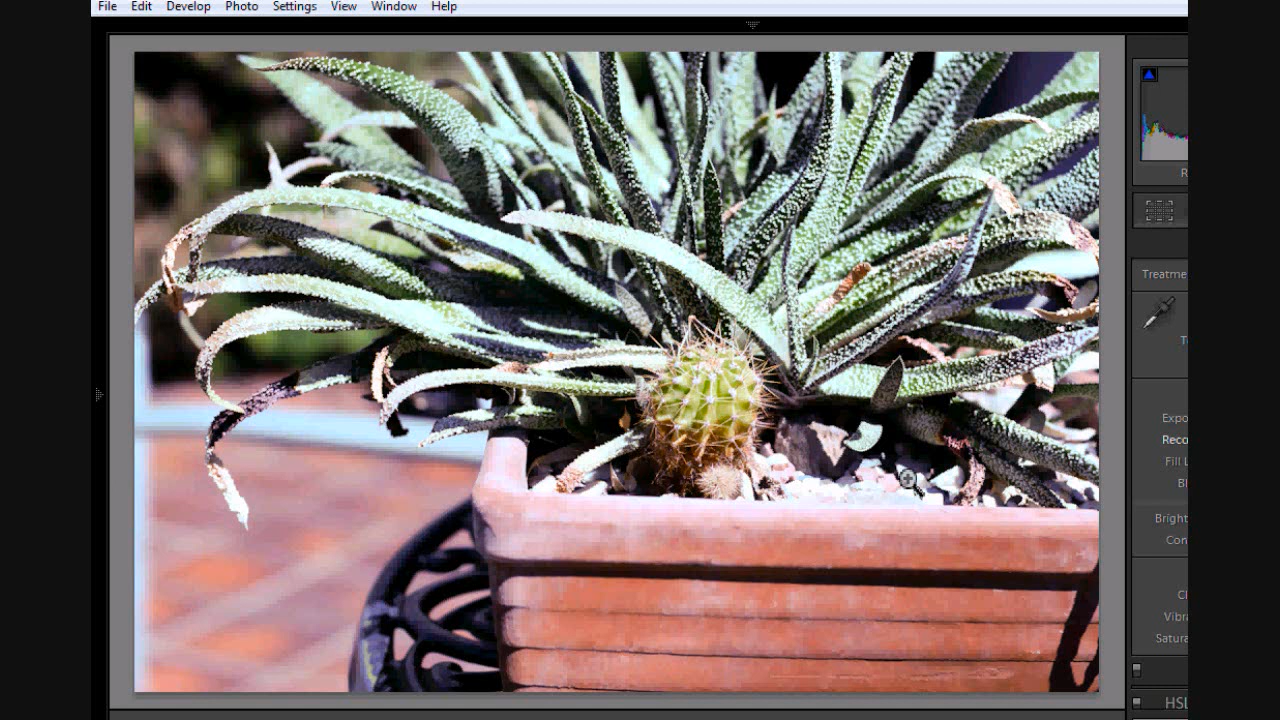 File Edit Develop Photo Settings View Window Help
R
Treatme
T
Expo
Reco
Fill L
Bl
Bright
Con
Cl
Vibra
Satura
HSL